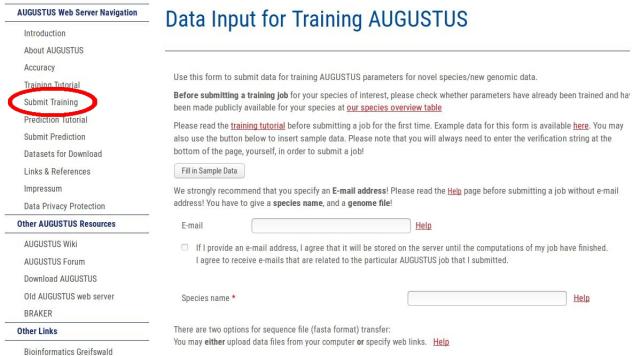 AUGUSTUS Web Server Navigation
Introduction
About AUGUSTUS
Accuracy
Training Tutorial
Submit Training
Prediction Tutorial
Submit Prediction
Datasets for Download
Links & References
Impressum
Data Privacy Protection
Other AUGUSTUS Resources
AUGUSTUS Wiki
AUGUSTUS Forum
Download AUGUSTUS
Old AUGUSTUS web server
BRAKER
Other Links
Bioinformatics Greifswald
Data Input for Training AUGUSTUS
Use this form to submit data for training AUGUSTUS parameters for novel species/new genomic data.
Before submitting a training job for your species of interest, please check whether parameters have already been trained and ha
been made publicly available for your species at our species overview table
Please read the training tutorial before submitting a job for the first time. Example data for this form is available here. You may
also use the button below to insert sample data. Please note that you will always need to enter the verification string at the
bottom of the page, yourself, in order to submit a job!
Fill in Sample Data
We strongly recommend that you specify an E-mail address! Please read the Help page before submitting a job without e-mail
address! You have to give a species name, and a genome file!
E-mail Help
If I provide an e-mail address, I agree that it will be stored on the server until the computations of my job have finished.
I agree to receive e-mails that are related to the particular AUGUSTUS job that I submitted.
Species name * Help
There are two options for sequence file (fasta format) transfer:
You may either upload data files from your computer or specify web links. Help